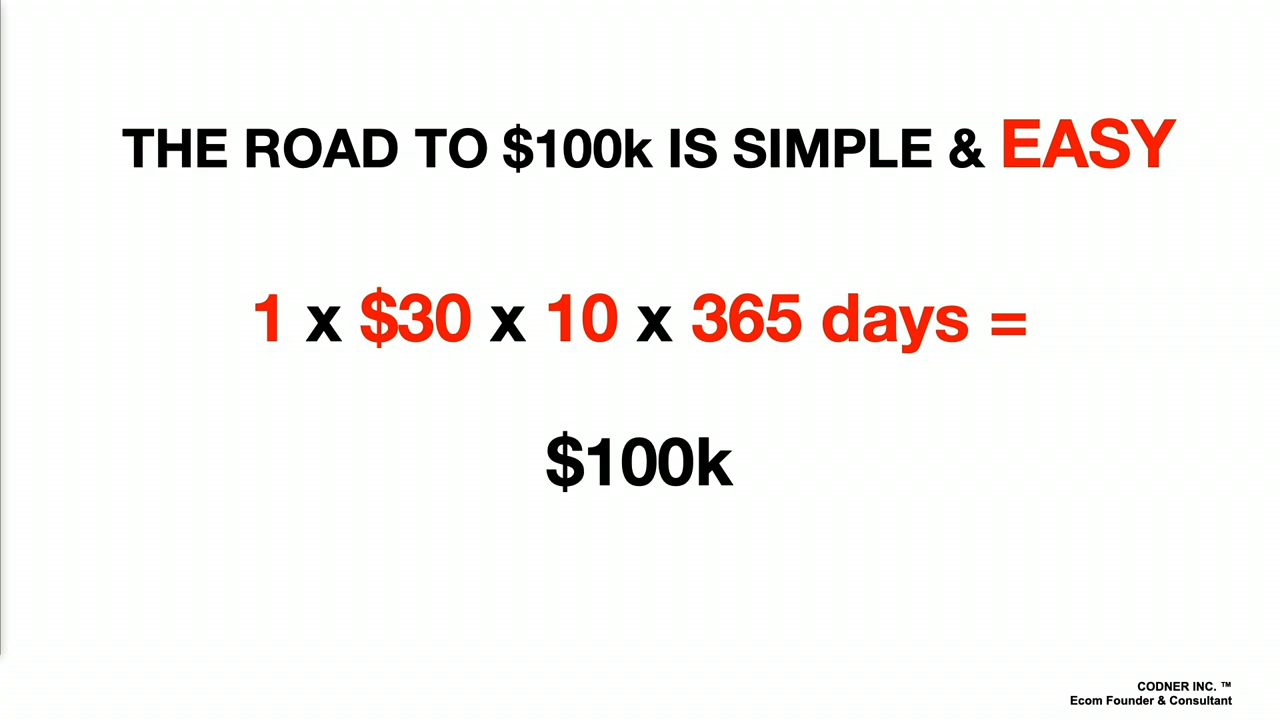 THE ROAD TO $100k IS SIMPLE & EASY
1 x $30 x 10 x 365 days =
$100k
CODNER INC. ™
Ecom Founder & Consultant